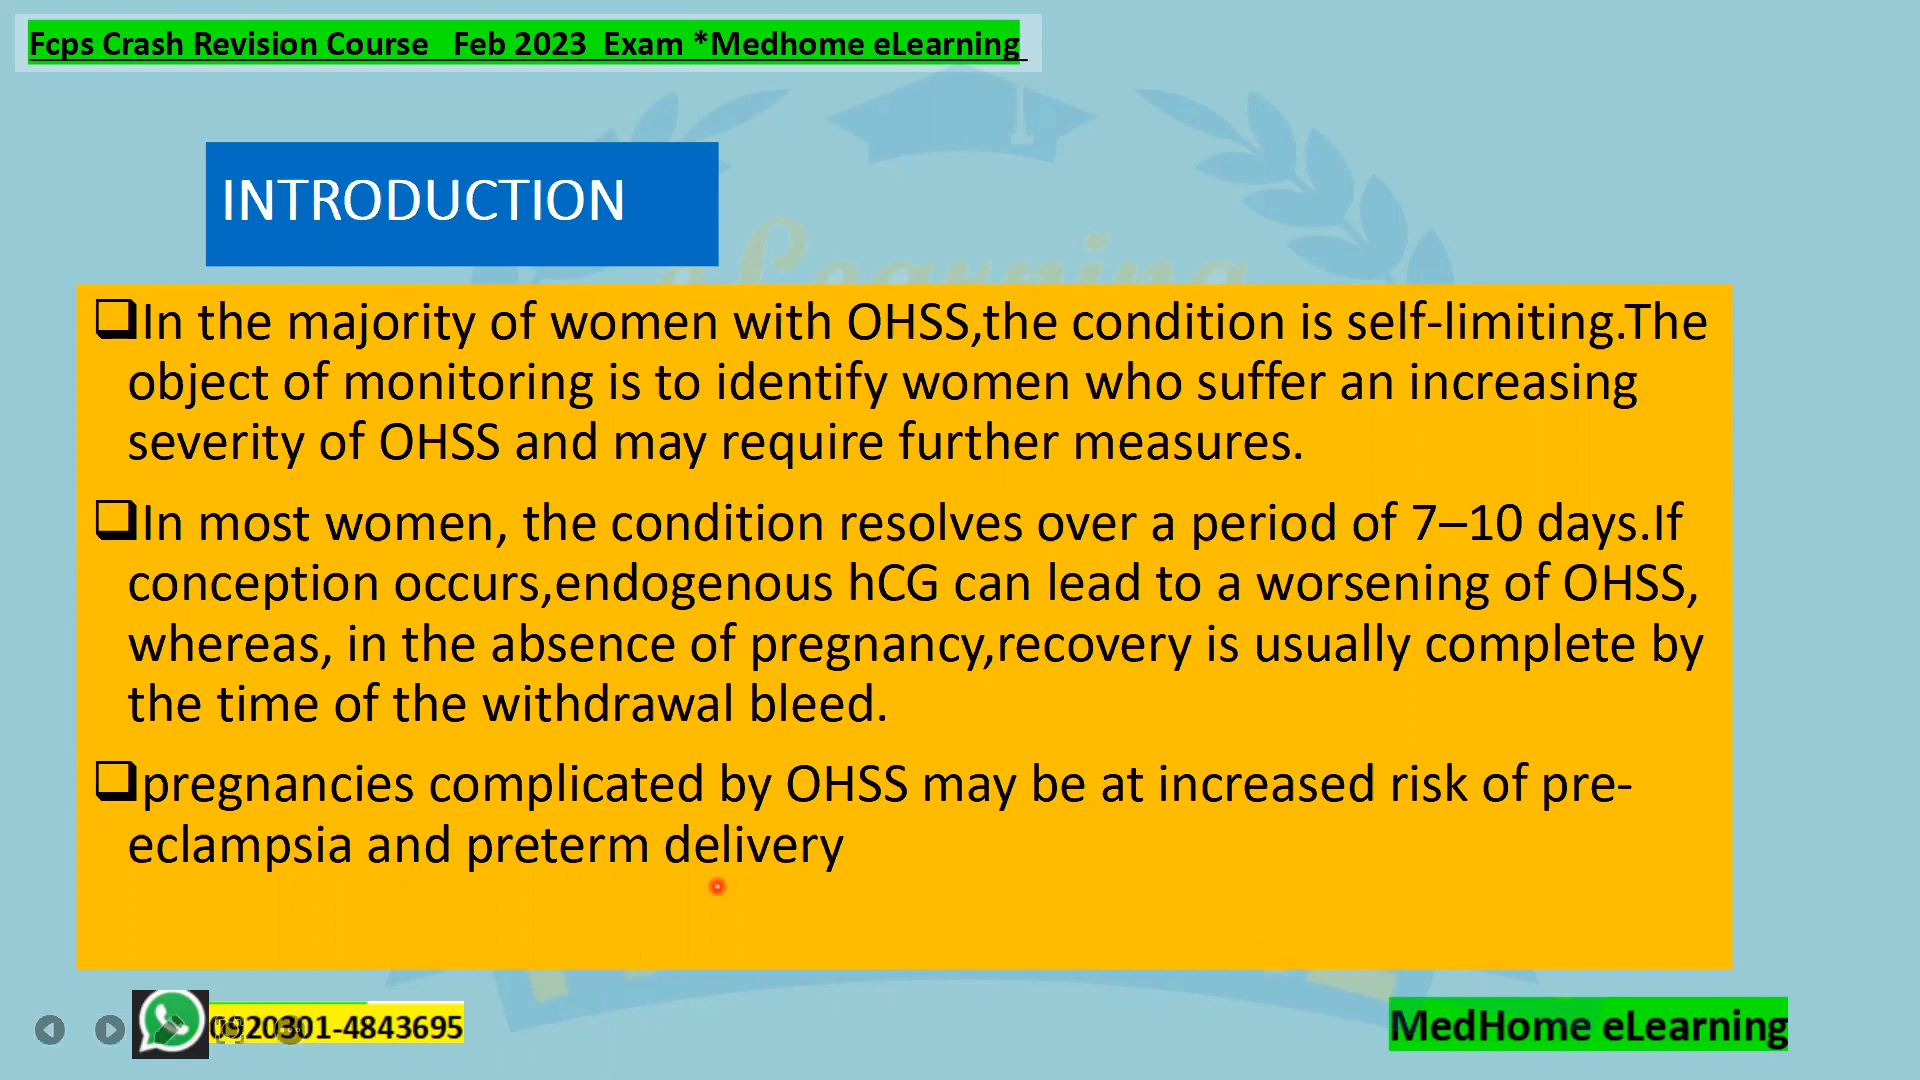 Fcps Crash Revision Course Feb 2023 Exam *Medhome eLearning
INTRODUCTION
eLearning
❑In the majority of women with OHSS,the condition is self-limiting.The
object of monitoring is to identify women who suffer an increasing
severity of OHSS and may require further measures.
❑In most women, the condition resolves over a period of 7–10 days.If
conception occurs,endogenous hCG can lead to a worsening of OHSS,
whereas, in the absence of pregnancy,recovery is usually complete by
the time of the withdrawal bleed.
❑pregnancies complicated by OHSS may be at increased risk of pre-
eclampsia and preterm delivery
0920301-4843695
MedHome eLearning